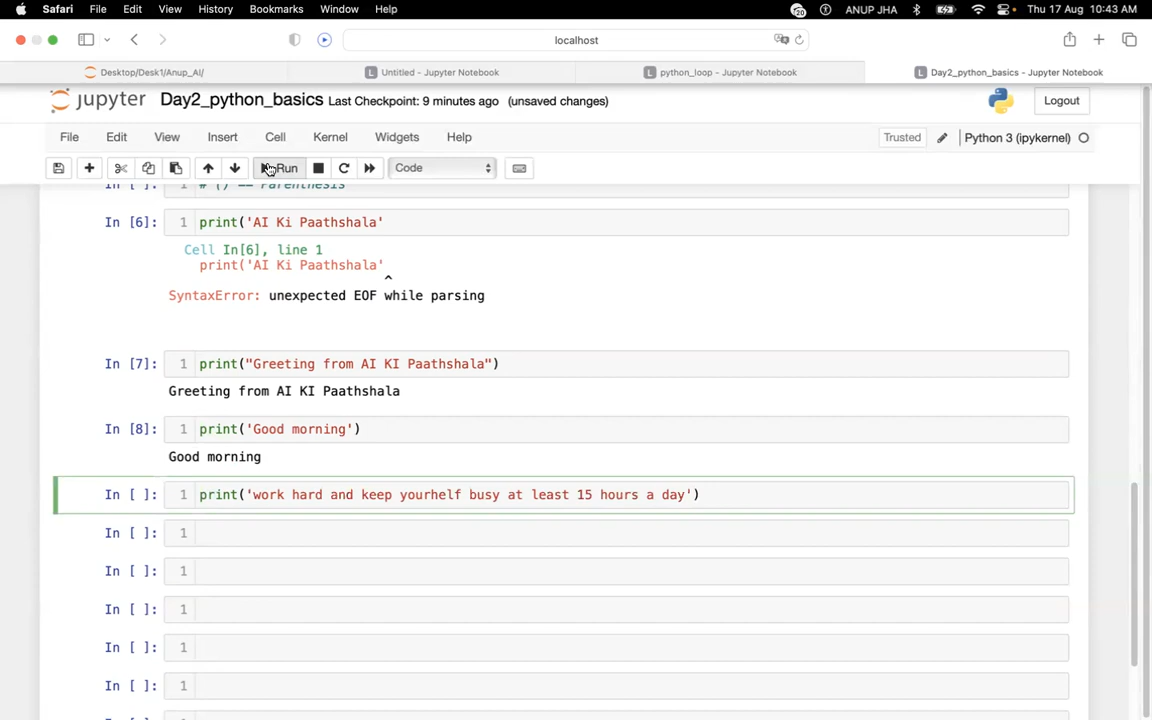 Safari File Edit View History Bookmarks Window Help 20 ANUP JHA Thu 17 Aug 10:43 AM
localhost
Desktop/Desk1/Anup_AI/ Untitled - Jupyter Notebook python_loop - Jupyter Notebook Day2_python_basics - Jupyter Notebook
jupyter Day2_python_basics Last Checkpoint: 9 minutes ago (unsaved changes) Logout
File Edit View Insert Cell Kernel Widgets Help Trusted Python 3 (ipykernel)
Run Code
In [ ]: 1 # () == Parenthesis
In [6]: 1 print('AI Ki Paathshala'
Cell In[6], line 1
print('AI Ki Paathshala'
^
SyntaxError: unexpected EOF while parsing
In [7]: 1 print("Greeting from AI KI Paathshala")
Greeting from AI KI Paathshala
In [8]: 1 print('Good morning')
Good morning
In [ ]: 1 print('work hard and keep yourhelf busy at least 15 hours a day')
In [ ]: 1
In [ ]: 1
In [ ]: 1
In [ ]: 1
In [ ]: 1